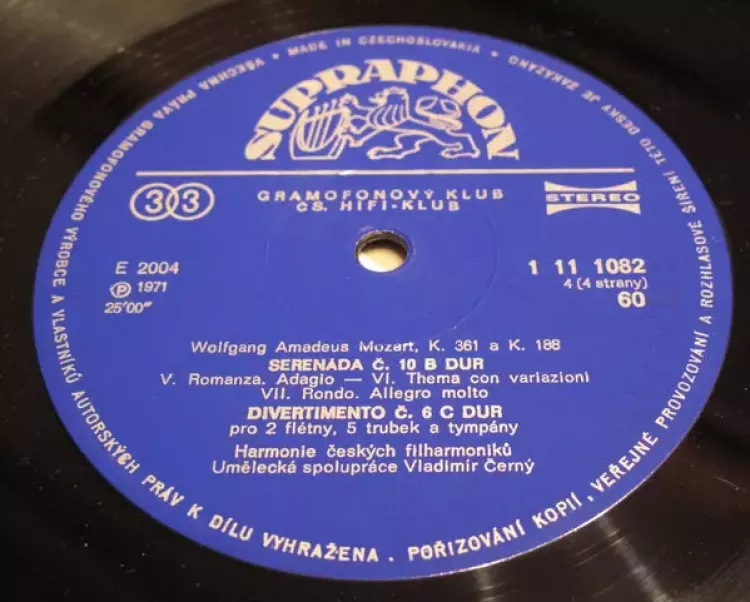 VŠECHNA PRÁVA GRAMOFONOVÉHO VÝROBCE A VLASTNÍKŮ AUTORSKÝCH PRÁV K DÍLU VYHRAŽENA. POŘIZOVÁNÍ KOPIÍ, VEŘEJNÉ PROVOZOVÁNÍ A ROZHLASOVÉ ŠÍŘENÍ TÉTO DESKY JE ZAKÁZÁNO • MADE IN CZECHOSLOVAKIA •
SUPRAPHON
33
GRAMOFONOVÝ KLUB
ČS. HIFI-KLUB
STEREO
E 2004
Ⓟ 1971
25'00"
1 11 1082
4 (4 strany)
60
Wolfgang Amadeus Mozart, K. 361 a K. 188
SERENÁDA Č. 10 B DUR
V. Romanza. Adagio — VI. Thema con variazioni
VII. Rondo. Allegro molto
DIVERTIMENTO Č. 6 C DUR
pro 2 flétny, 5 trubek a tympány
Harmonie českých filharmoniků
Umělecká spolupráce Vladimír Černý